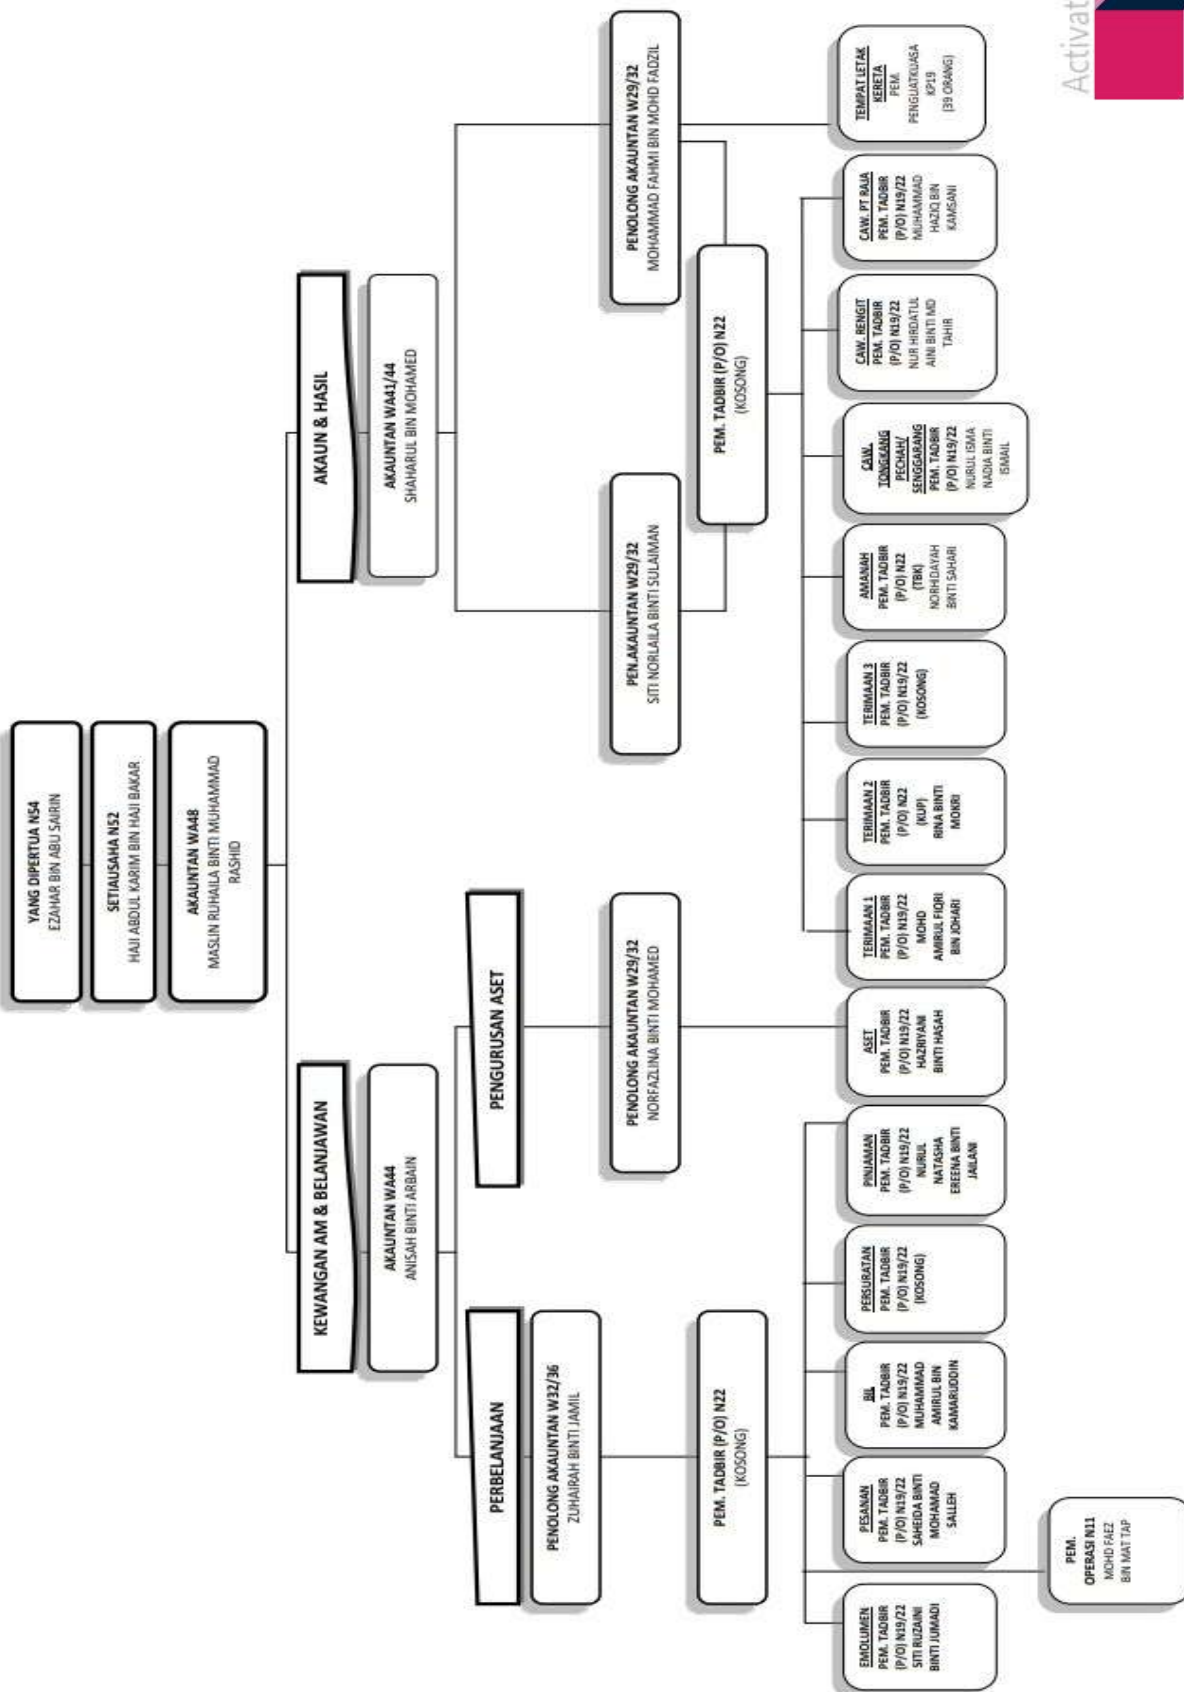 YANG DIPERTUA N54
EZAHAR BIN ABU SAIRIN
SETIAUSAHA N52
HAJI ABDUL KARIM BIN HAJI BAKAR
AKAUNTAN WA48
MASLIN RUHAILA BINTI MUHAMMAD
RASHID
KEWANGAN AM & BELANJAWAN
AKAUNTAN WA44
ANISAH BINTI ARBAIN
AKAUN & HASIL
AKAUNTAN WA41/44
SHAHARUL BIN MOHAMED
PERBELANJAAN
PENOLONG AKAUNTAN W32/36
ZUHAIRAH BINTI JAMIL
PENGURUSAN ASET
PENOLONG AKAUNTAN W29/32
NORFAZLINA BINTI MOHAMED
PEN.AKAUNTAN W29/32
SITI NORLAILA BINTI SULAIMAN
PENOLONG AKAUNTAN W29/32
MOHAMMAD FAHMI BIN MOHD FADZIL
PEM. TADBIR (P/O) N22
(KOSONG)
PEM. TADBIR (P/O) N22
(KOSONG)
EMOLUMEN
PEM. TADBIR
(P/O) N19/22
SITI RUZAINI
BINTI JUMADI
PESANAN
PEM. TADBIR
(P/O) N19/22
SAHEIDA BINTI
MOHAMAD
SALLEH
BIL
PEM. TADBIR
(P/O) N19/22
MUHAMMAD
AMIRUL BIN
KAMARUDDIN
PERSURATAN
PEM. TADBIR
(P/O) N19/22
(KOSONG)
PINJAMAN
PEM. TADBIR
(P/O) N19/22
NURUL
NATASHA
EREENA BINTI
JAILANI
ASET
PEM. TADBIR
(P/O) N19/22
HAZRIYANI
BINTI HASAH
TERIMAAN 1
PEM. TADBIR
(P/O) N19/22
MOHD
AMIRUL FIQRI
BIN JOHARI
TERIMAAN 2
PEM. TADBIR
(P/O) N22
(KUP)
RINA BINTI
MOKRI
TERIMAAN 3
PEM. TADBIR
(P/O) N19/22
(KOSONG)
AMANAH
PEM. TADBIR
(P/O) N22
(TBK)
NORHIDAYAH
BINTI SAHARI
CAW.
TONGKANG
PECHAH/
SENGGARANG
PEM. TADBIR
(P/O) N19/22
NURUL ISMA
NADIA BINTI
ISMAIL
CAW. RENGIT
PEM. TADBIR
(P/O) N19/22
NUR HIRDATUL
AINI BINTI MD
TAHIR
CAW. PT RAJA
PEM. TADBIR
(P/O) N19/22
MUHAMMAD
HAZIQ BIN
KAMSANI
TEMPAT LETAK
KERETA
PEM.
PENGUATKUASA
KP19
(39 ORANG)
PEM.
OPERASI N11
MOHD FAEZ
BIN MAT TAP
Activat